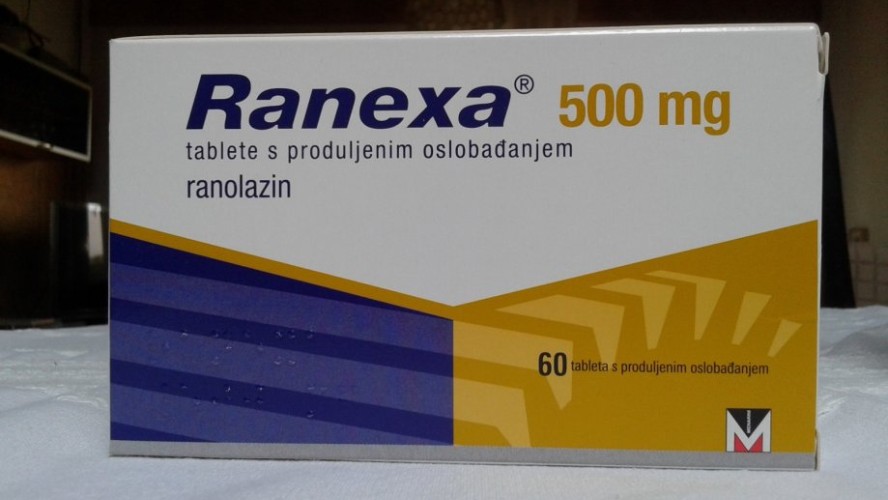 Ranexa® 500 mg
tablete s produljenim oslobađanjem
ranolazin
60 tableta s produljenim oslobađanjem
M